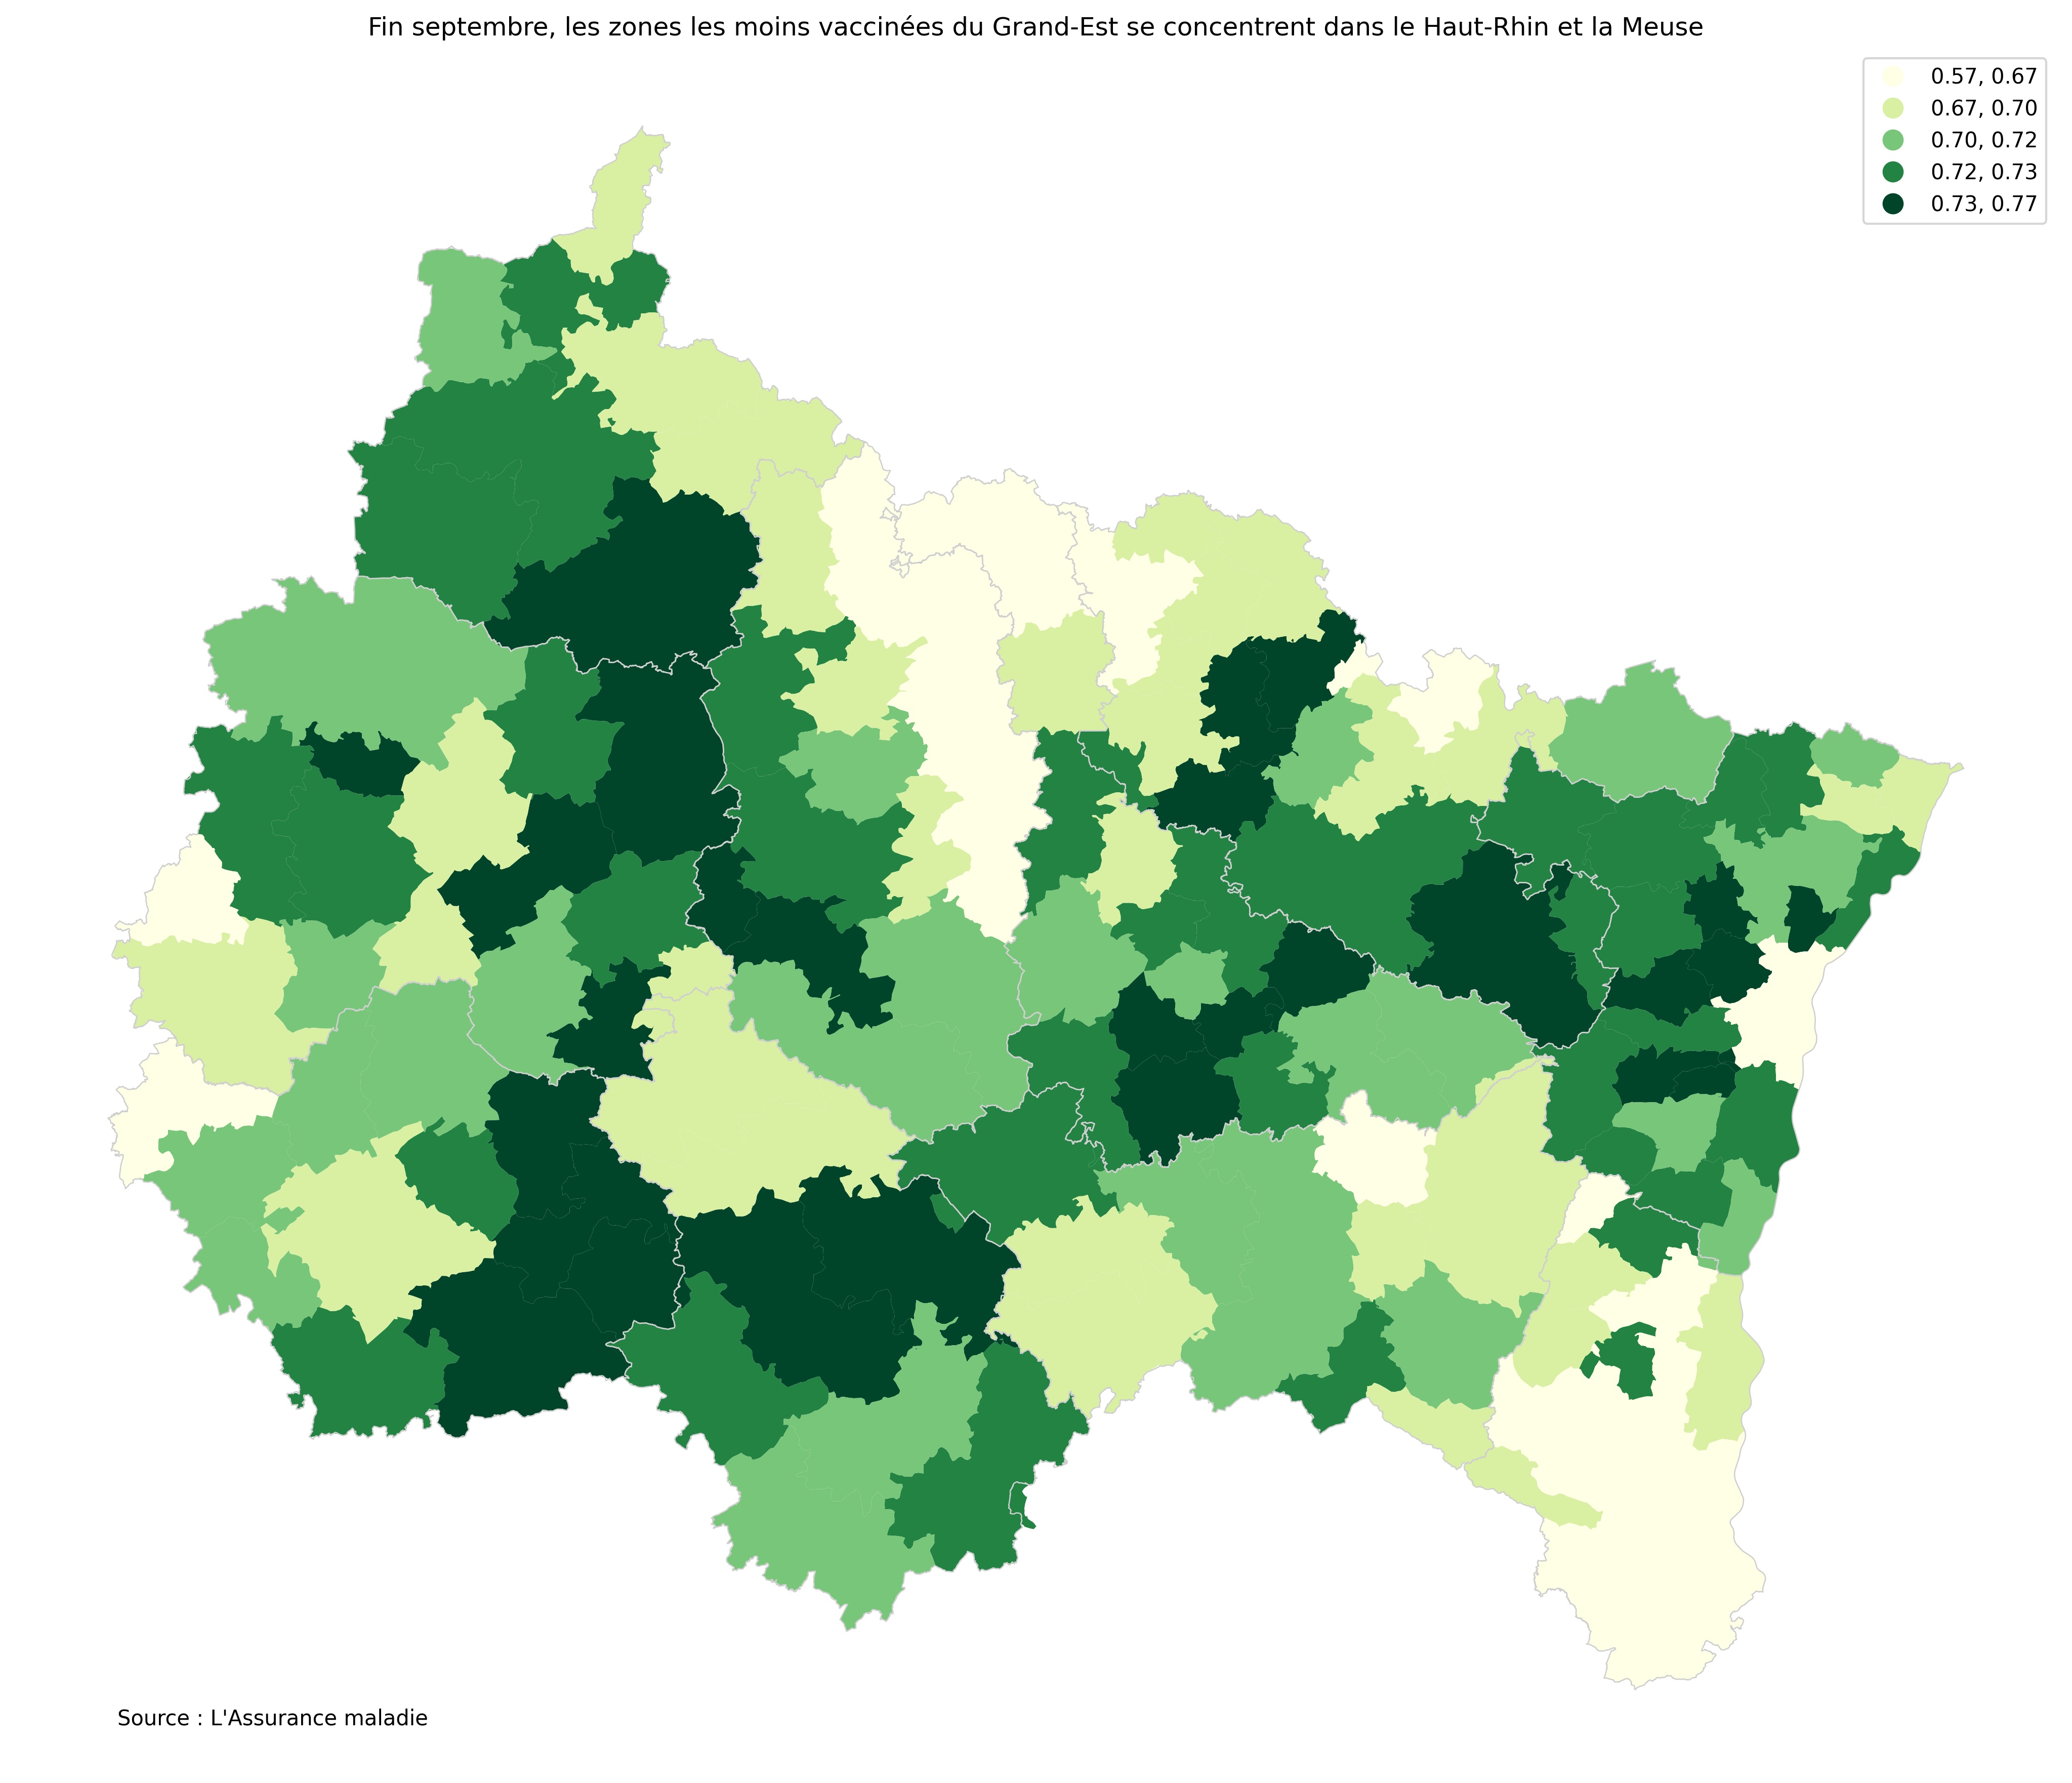 Fin septembre, les zones les moins vaccinées du Grand-Est se concentrent dans le Haut-Rhin et la Meuse
0.57, 0.67
0.67, 0.70
0.70, 0.72
0.72, 0.73
0.73, 0.77
Source : L'Assurance maladie